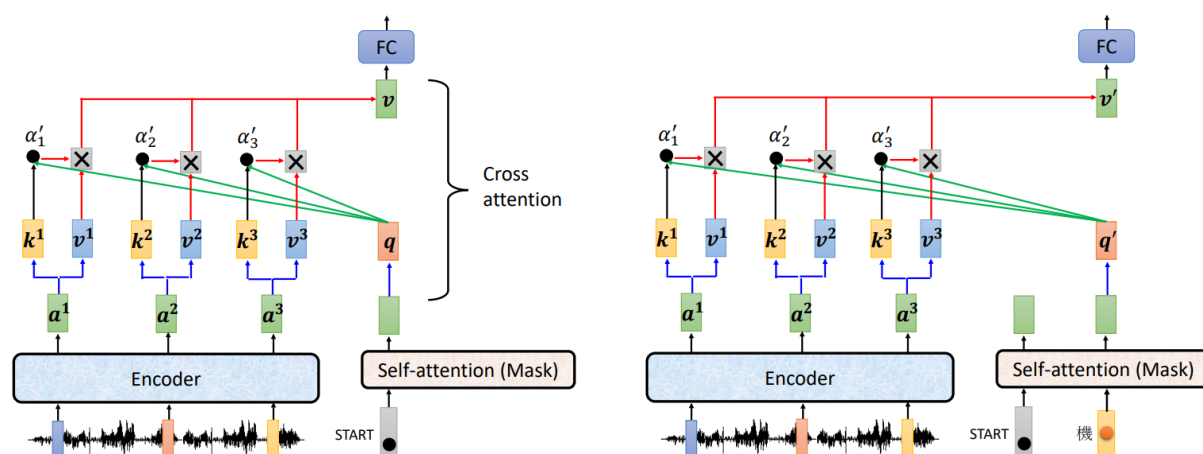 FC
v
α′₁ α′₂ α′₃
Cross
attention
k¹ v¹ k² v² k³ v³ q
a¹ a² a³
Encoder
Self-attention (Mask)
START
FC
v′
α′₁ α′₂ α′₃
k¹ v¹ k² v² k³ v³ q′
a¹ a² a³
Encoder
Self-attention (Mask)
START 機